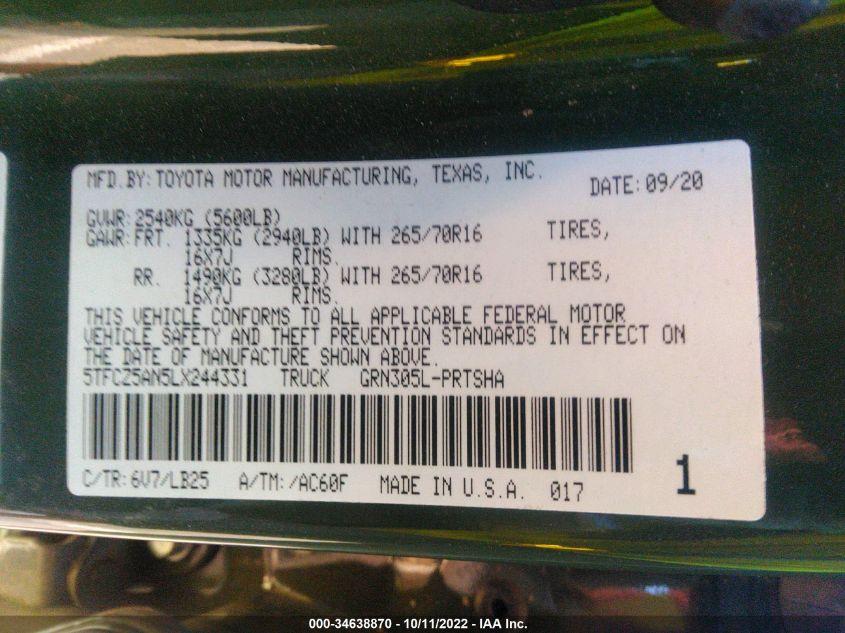 MFD. BY: TOYOTA MOTOR MANUFACTURING, TEXAS, INC.
DATE: 09/20
GVWR: 2540KG (5600LB)
GAWR: FRT. 1335KG (2940LB) WITH 265/70R16 TIRES,
16X7J RIMS.
RR. 1490KG (3280LB) WITH 265/70R16 TIRES,
16X7J RIMS.
THIS VEHICLE CONFORMS TO ALL APPLICABLE FEDERAL MOTOR
VEHICLE SAFETY AND THEFT PREVENTION STANDARDS IN EFFECT ON
THE DATE OF MANUFACTURE SHOWN ABOVE.
5TFCZ5AN5LX244331 TRUCK GRN305L-PRTSHA
C/TR: 6V7/LB25 A/TM: /AC60F MADE IN U.S.A. 017
1
000-34638870 - 10/11/2022 - IAA Inc.